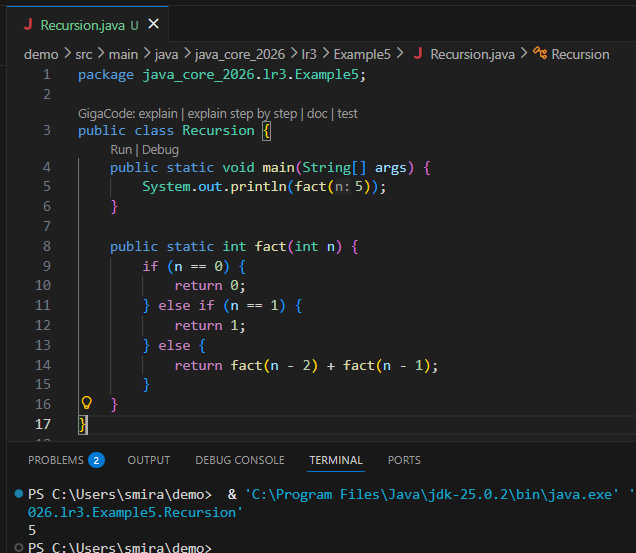 Recursion.java U
demo > src > main > java > java_core_2026 > lr3 > Example5 > Recursion.java > Recursion
1 package java_core_2026.lr3.Example5;
2
GigaCode: explain | explain step by step | doc | test
3 public class Recursion {
Run | Debug
4 public static void main(String[] args) {
5 System.out.println(fact(n: 5));
6 }
7
8 public static int fact(int n) {
9 if (n == 0) {
10 return 0;
11 } else if (n == 1) {
12 return 1;
13 } else {
14 return fact(n - 2) + fact(n - 1);
15 }
16 }
17 }
PROBLEMS 2 OUTPUT DEBUG CONSOLE TERMINAL PORTS
PS C:\Users\smira\demo> & 'C:\Program Files\Java\jdk-25.0.2\bin\java.exe' '
026.lr3.Example5.Recursion'
5
PS C:\Users\smira\demo>